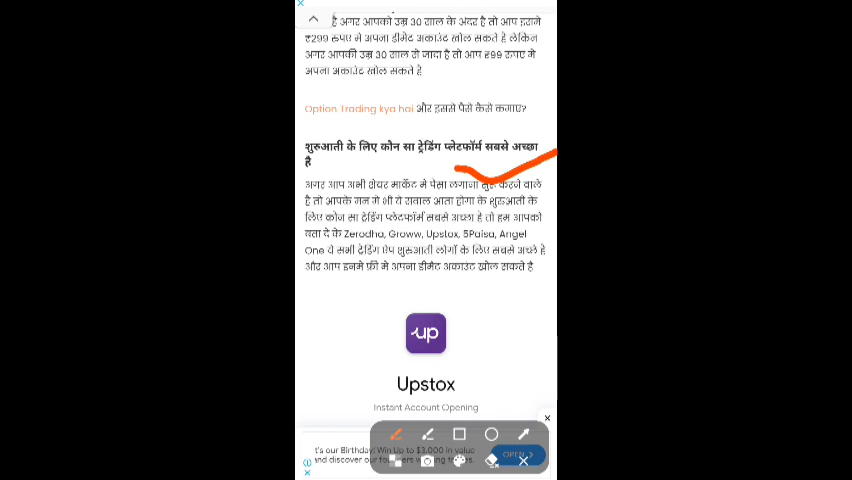 है अगर आपकी उम्र 30 साल के अंदर है तो आप इसमे
₹299 रुपए मे अपना डीमेट अकाउंट खोल सकते है लेकिन
अगर आपकी उम्र 30 साल से जादा है तो आप ₹99 रुपए मे
अपना अकाउंट खोल सकते है
Option Trading kya hai और इससे पैसे कैसे कमाए?
शुरुआती के लिए कौन सा ट्रेडिंग प्लेटफॉर्म सबसे अच्छा
है
अगर आप अभी शेयर मार्केट मे पैसा लगाना सुरू करने वाले
है तो आपके मन मे भी ये सवाल आता होगा के शुरुआती के
लिए कोन सा ट्रेडिंग प्लेटफॉर्म सबसे अच्छा है तो हम आपको
बता दे के Zerodha, Groww, Upstox, 5Paisa, Angel
One ये सभी ट्रेडिंग ऐप शुरुआती लोगों के लिए सबसे अच्छे है
और आप इनमे फ्री मे अपना डीमेट अकाउंट खोल सकते है
up
Upstox
Instant Account Opening
t's our Birthday! Win Up to $3,000 in value
and discover our
OPEN